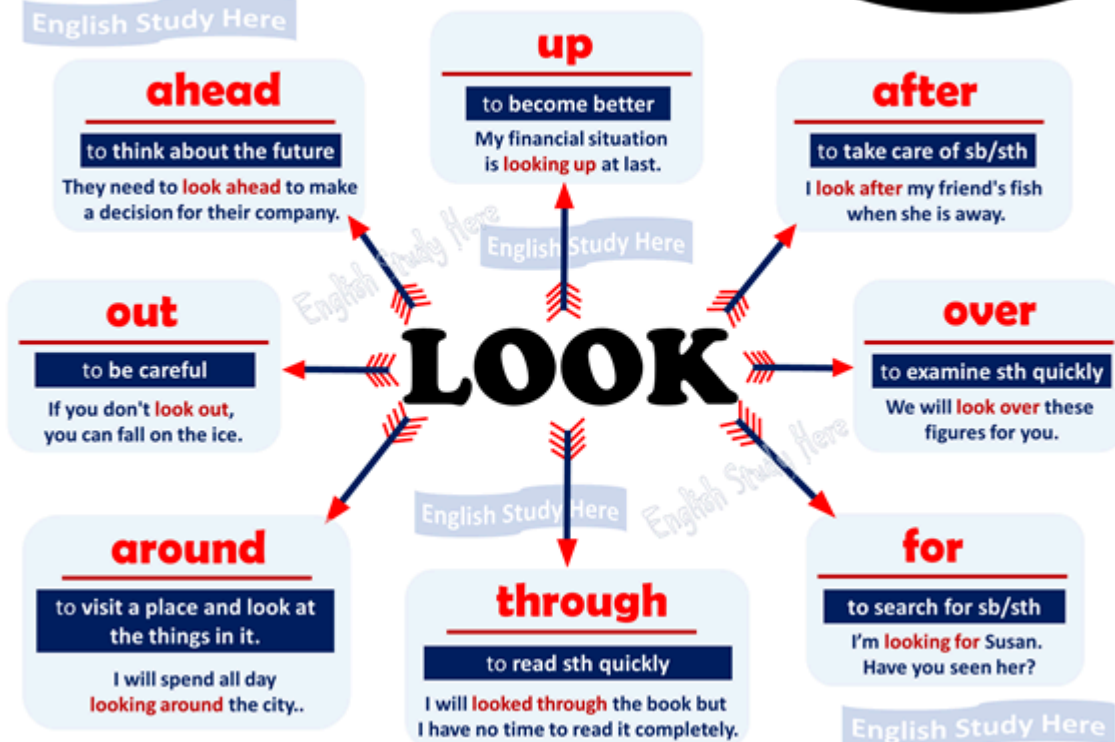 English Study Here
up
to become better
My financial situation
is looking up at last.
ahead
to think about the future
They need to look ahead to make
a decision for their company.
after
to take care of sb/sth
I look after my friend's fish
when she is away.
English Study Here
English Study Here
out
to be careful
If you don't look out,
you can fall on the ice.
LOOK
over
to examine sth quickly
We will look over these
figures for you.
English Study Here
English Study Here
around
to visit a place and look at
the things in it.
I will spend all day
looking around the city..
through
to read sth quickly
I will looked through the book but
I have no time to read it completely.
for
to search for sb/sth
I'm looking for Susan.
Have you seen her?
English Study Here